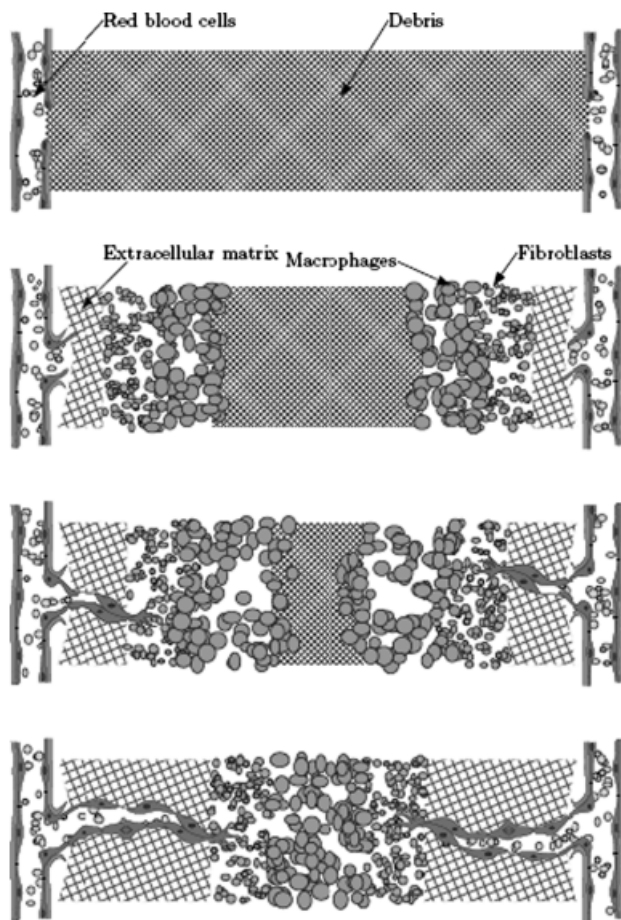 Red blood cells
Debris
Extracellular matrix
Macrophages
Fibroblasts